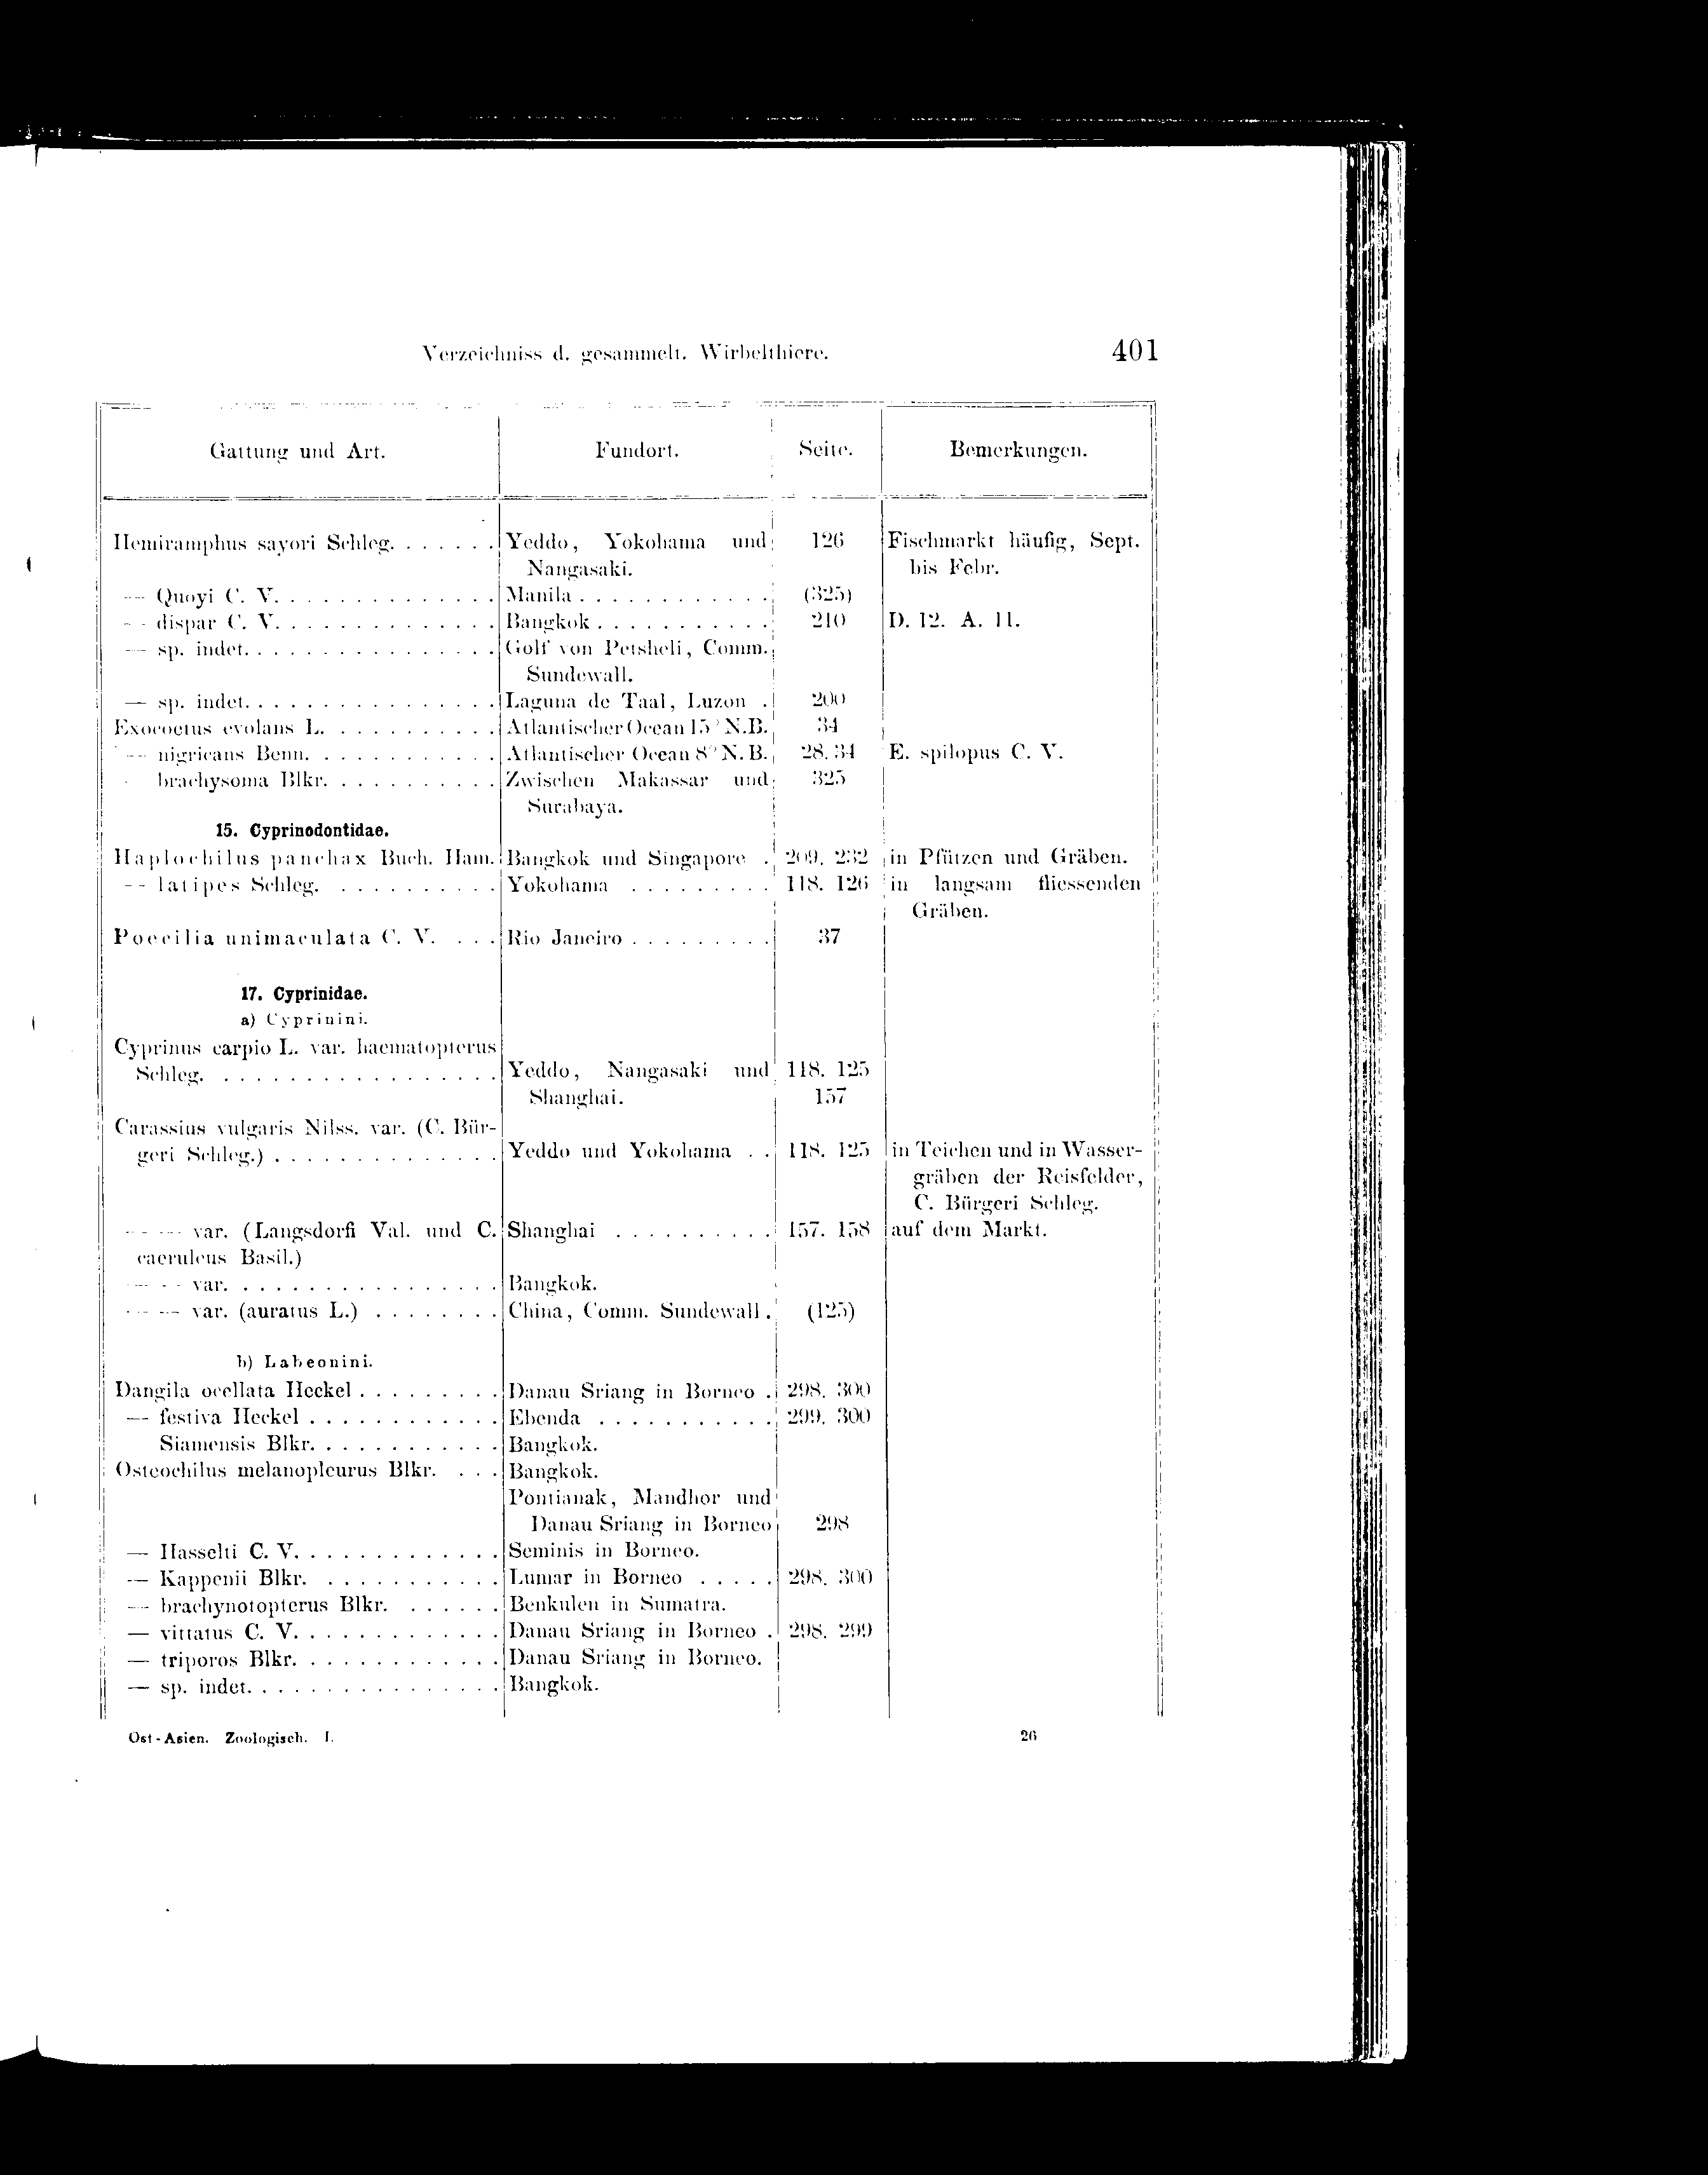 Verzeichniss d. gesammelt. Wirbelthiere. 401
Gattung und Art. Fundort. Seite. Bemerkungen.
Hemiramphus sayori Schleg. . . . . . . Yeddo, Yokohama und 126 Fischmarkt häufig, Sept.
Nangasaki. bis Febr.
— Quoyi C. V. . . . . . . . . . . . . . Manila . . . . . . . . . . . . (325)
— dispar C. V. . . . . . . . . . . . . . Bangkok . . . . . . . . . . . 210 D. 12. A. 11.
— sp. indet. . . . . . . . . . . . . . . . Golf von Petsheli, Comm.
Sundewall.
— sp. indet. . . . . . . . . . . . . . . . Laguna de Taal, Luzon . 200
Exocoetus evolans L. . . . . . . . . . . Atlantischer Ocean 15° N.B. 34
— nigricans Benn. . . . . . . . . . . . Atlantischer Ocean 8° N.B. 28. 34 E. spilopus C. V.
— brachysoma Blkr. . . . . . . . . . . Zwischen Makassar und 325
Surabaya.
15. Cyprinodontidae.
Haplochilus panchax Buch. Ham. Bangkok und Singapore . 209. 232 in Pfützen und Gräben.
— latipes Schleg. . . . . . . . . . . Yokohama . . . . . . . . . 118. 126 in langsam fliessenden
Gräben.
Poecilia unimaculata C. V. . . . Rio Janeiro . . . . . . . . . 37
17. Cyprinidae.
a) Cyprinini.
Cyprinus carpio L. var. haematopterus
Schleg. . . . . . . . . . . . . . . . . . Yeddo, Nangasaki und 118. 125
Shanghai. 157
Carassius vulgaris Nilss. var. (C. Bür-
geri Schleg.) . . . . . . . . . . . . . . Yeddo und Yokohama . . 118. 125 in Teichen und in Wasser-
gräben der Reisfelder,
C. Bürgeri Schleg.
— — var. (Langsdorfi Val. und C. Shanghai . . . . . . . . . . 157. 158 auf dem Markt.
caeruleus Basil.)
— — var. . . . . . . . . . . . . . . . . Bangkok.
— — var. (auratus L.) . . . . . . . . China, Comm. Sundewall. (125)
b) Labeonini.
Dangila ocellata Heckel . . . . . . . . . Danau Sriang in Borneo . 298. 300
— festiva Heckel . . . . . . . . . . . . Ebenda . . . . . . . . . . . 299. 300
Siamensis Blkr. . . . . . . . . . . . Bangkok.
Osteochilus melanopleurus Blkr. . . . Bangkok.
Pontianak, Mandhor und
Danau Sriang in Borneo 298
— Hasselti C. V. . . . . . . . . . . . . Seminis in Borneo.
— Kappenii Blkr. . . . . . . . . . . . Lumar in Borneo . . . . . 298. 300
— brachynotopterus Blkr. . . . . . . Benkulen in Sumatra.
— vittatus C. V. . . . . . . . . . . . . Danau Sriang in Borneo . 298. 299
— triporos Blkr. . . . . . . . . . . . . Danau Sriang in Borneo.
— sp. indet. . . . . . . . . . . . . . . . Bangkok.
Ost-Asien. Zoologisch. I. 26